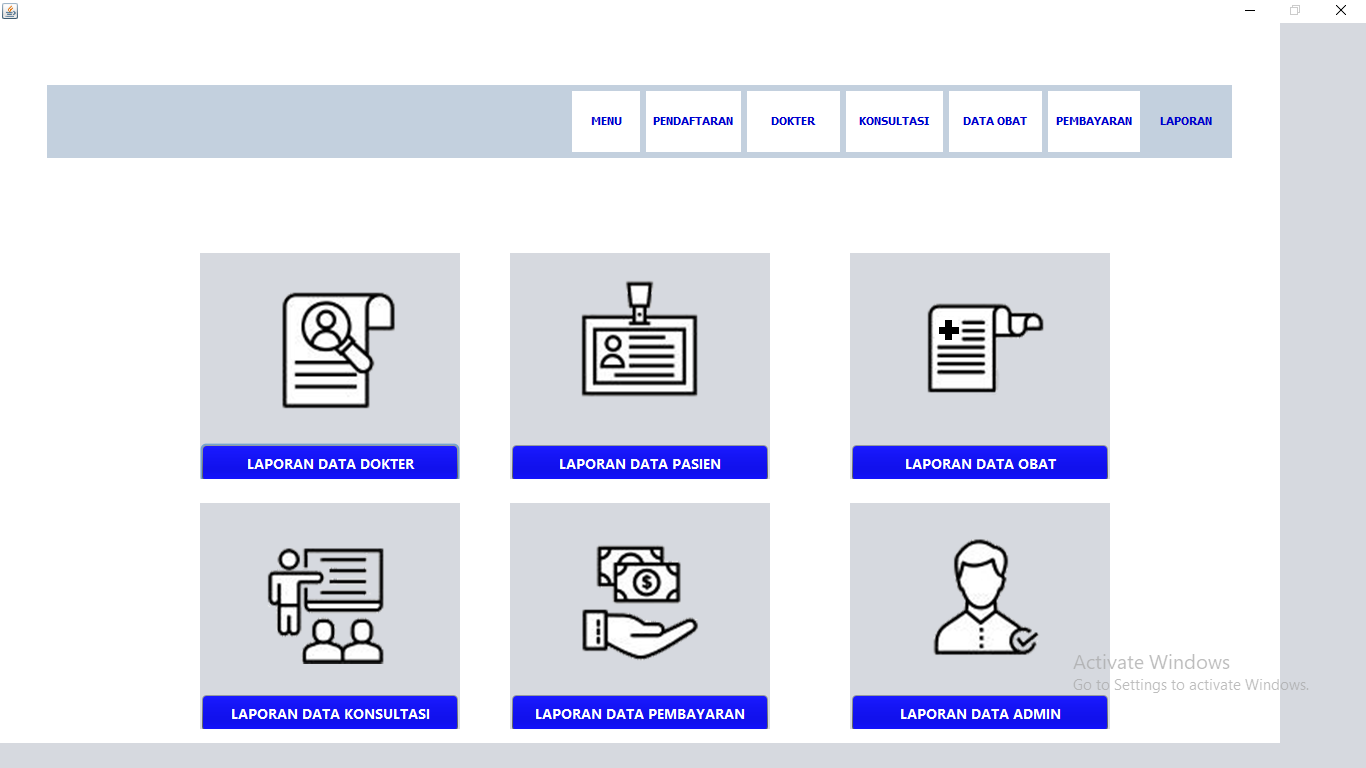 MENU
PENDAFTARAN
DOKTER
KONSULTASI
DATA OBAT
PEMBAYARAN
LAPORAN
LAPORAN DATA DOKTER
LAPORAN DATA PASIEN
LAPORAN DATA OBAT
$
LAPORAN DATA KONSULTASI
LAPORAN DATA PEMBAYARAN
LAPORAN DATA ADMIN
Activate Windows
Go to Settings to activate Windows.